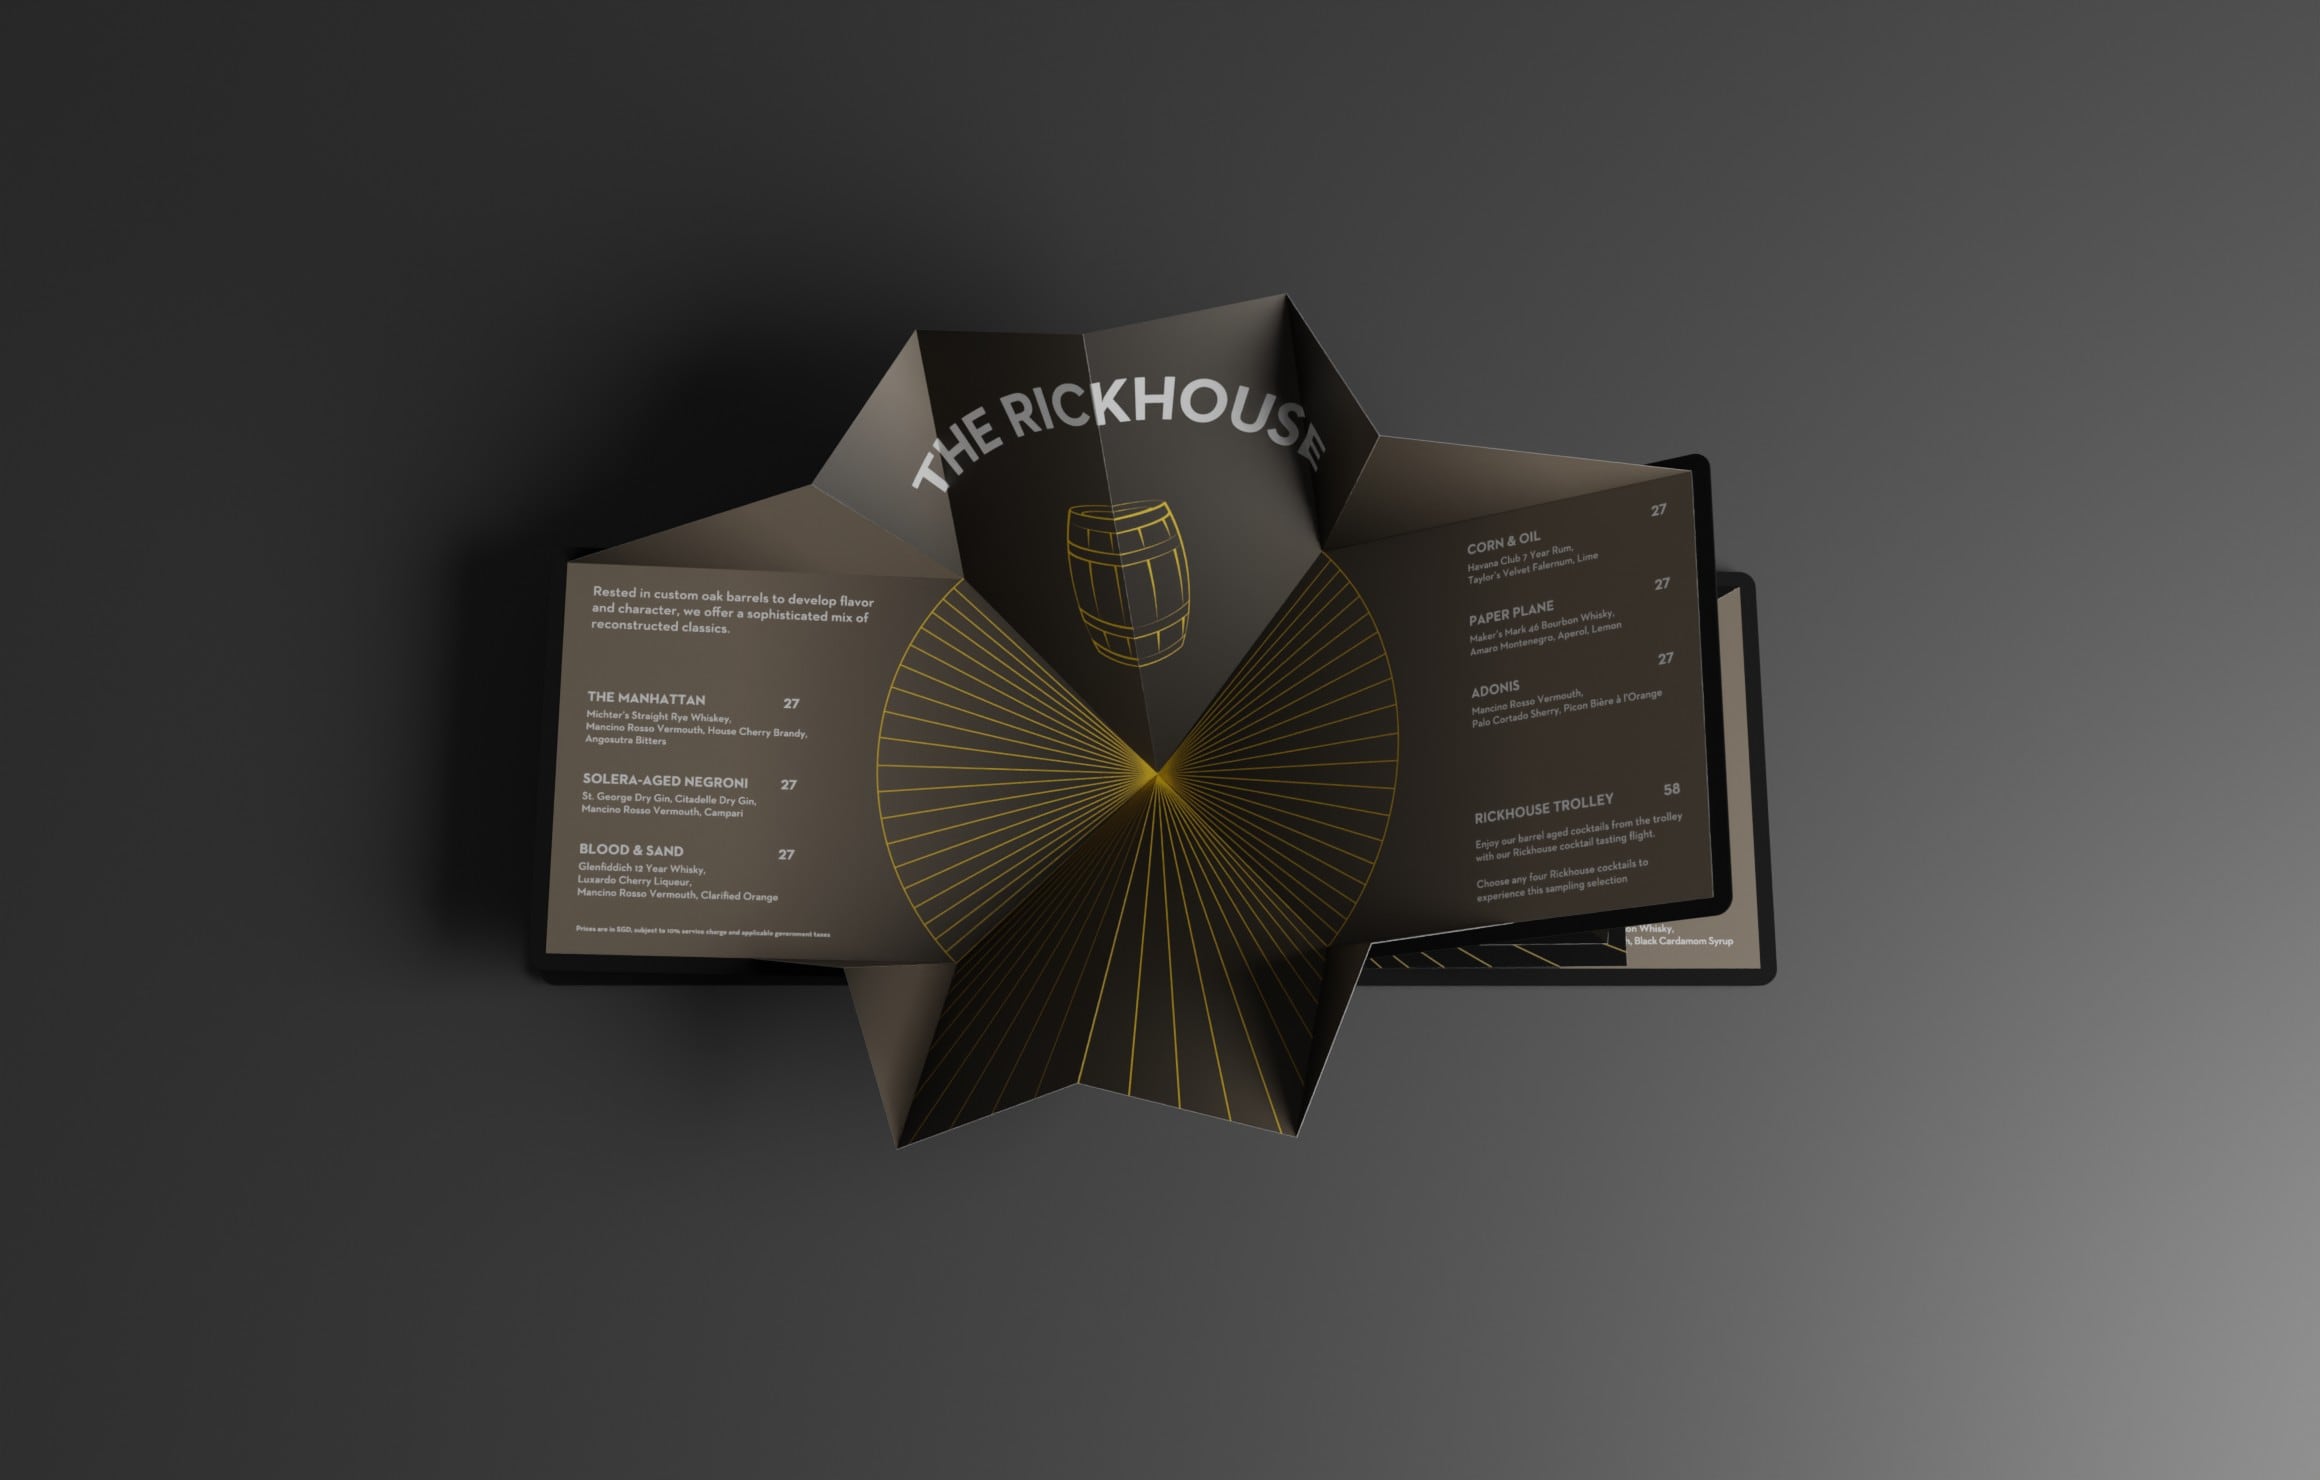 THE RICKHOUSE
Rested in custom oak barrels to develop flavor
and character, we offer a sophisticated mix of
reconstructed classics.
THE MANHATTAN 27
Michter's Straight Rye Whiskey,
Mancino Rosso Vermouth, House Cherry Brandy,
Angosutra Bitters
SOLERA-AGED NEGRONI 27
St. George Dry Gin, Citadelle Dry Gin,
Mancino Rosso Vermouth, Campari
BLOOD & SAND 27
Glenfiddich 12 Year Whisky,
Luxardo Cherry Liqueur,
Mancino Rosso Vermouth, Clarified Orange
Prices are in SGD, subject to 10% service charge and applicable government taxes
CORN & OIL 27
Havana Club 7 Year Rum,
Taylor's Velvet Falernum, Lime
PAPER PLANE 27
Maker's Mark 46 Bourbon Whisky,
Amaro Montenegro, Aperol, Lemon
ADONIS 27
Mancino Rosso Vermouth,
Palo Cortado Sherry, Picon Bière à l'Orange
RICKHOUSE TROLLEY 58
Enjoy our barrel aged cocktails from the trolley
with our Rickhouse cocktail tasting flight.
Choose any four Rickhouse cocktails to
experience this sampling selection
Whisky,
Black Cardamom Syrup